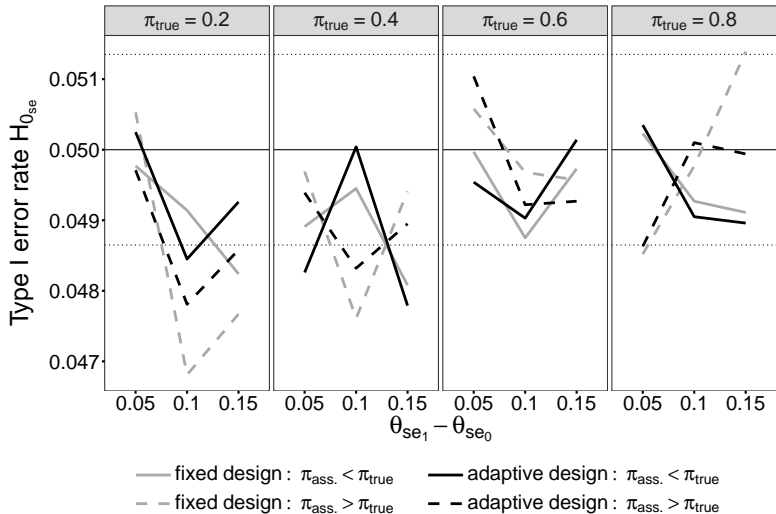 π_true = 0.2 π_true = 0.4 π_true = 0.6 π_true = 0.8
Type I error rate H_0_se
0.051
0.050
0.049
0.048
0.047
0.05 0.1 0.15 0.05 0.1 0.15 0.05 0.1 0.15 0.05 0.1 0.15
θ_se_1 − θ_se_0
fixed design : π_ass. < π_true adaptive design : π_ass. < π_true
fixed design : π_ass. > π_true adaptive design : π_ass. > π_true